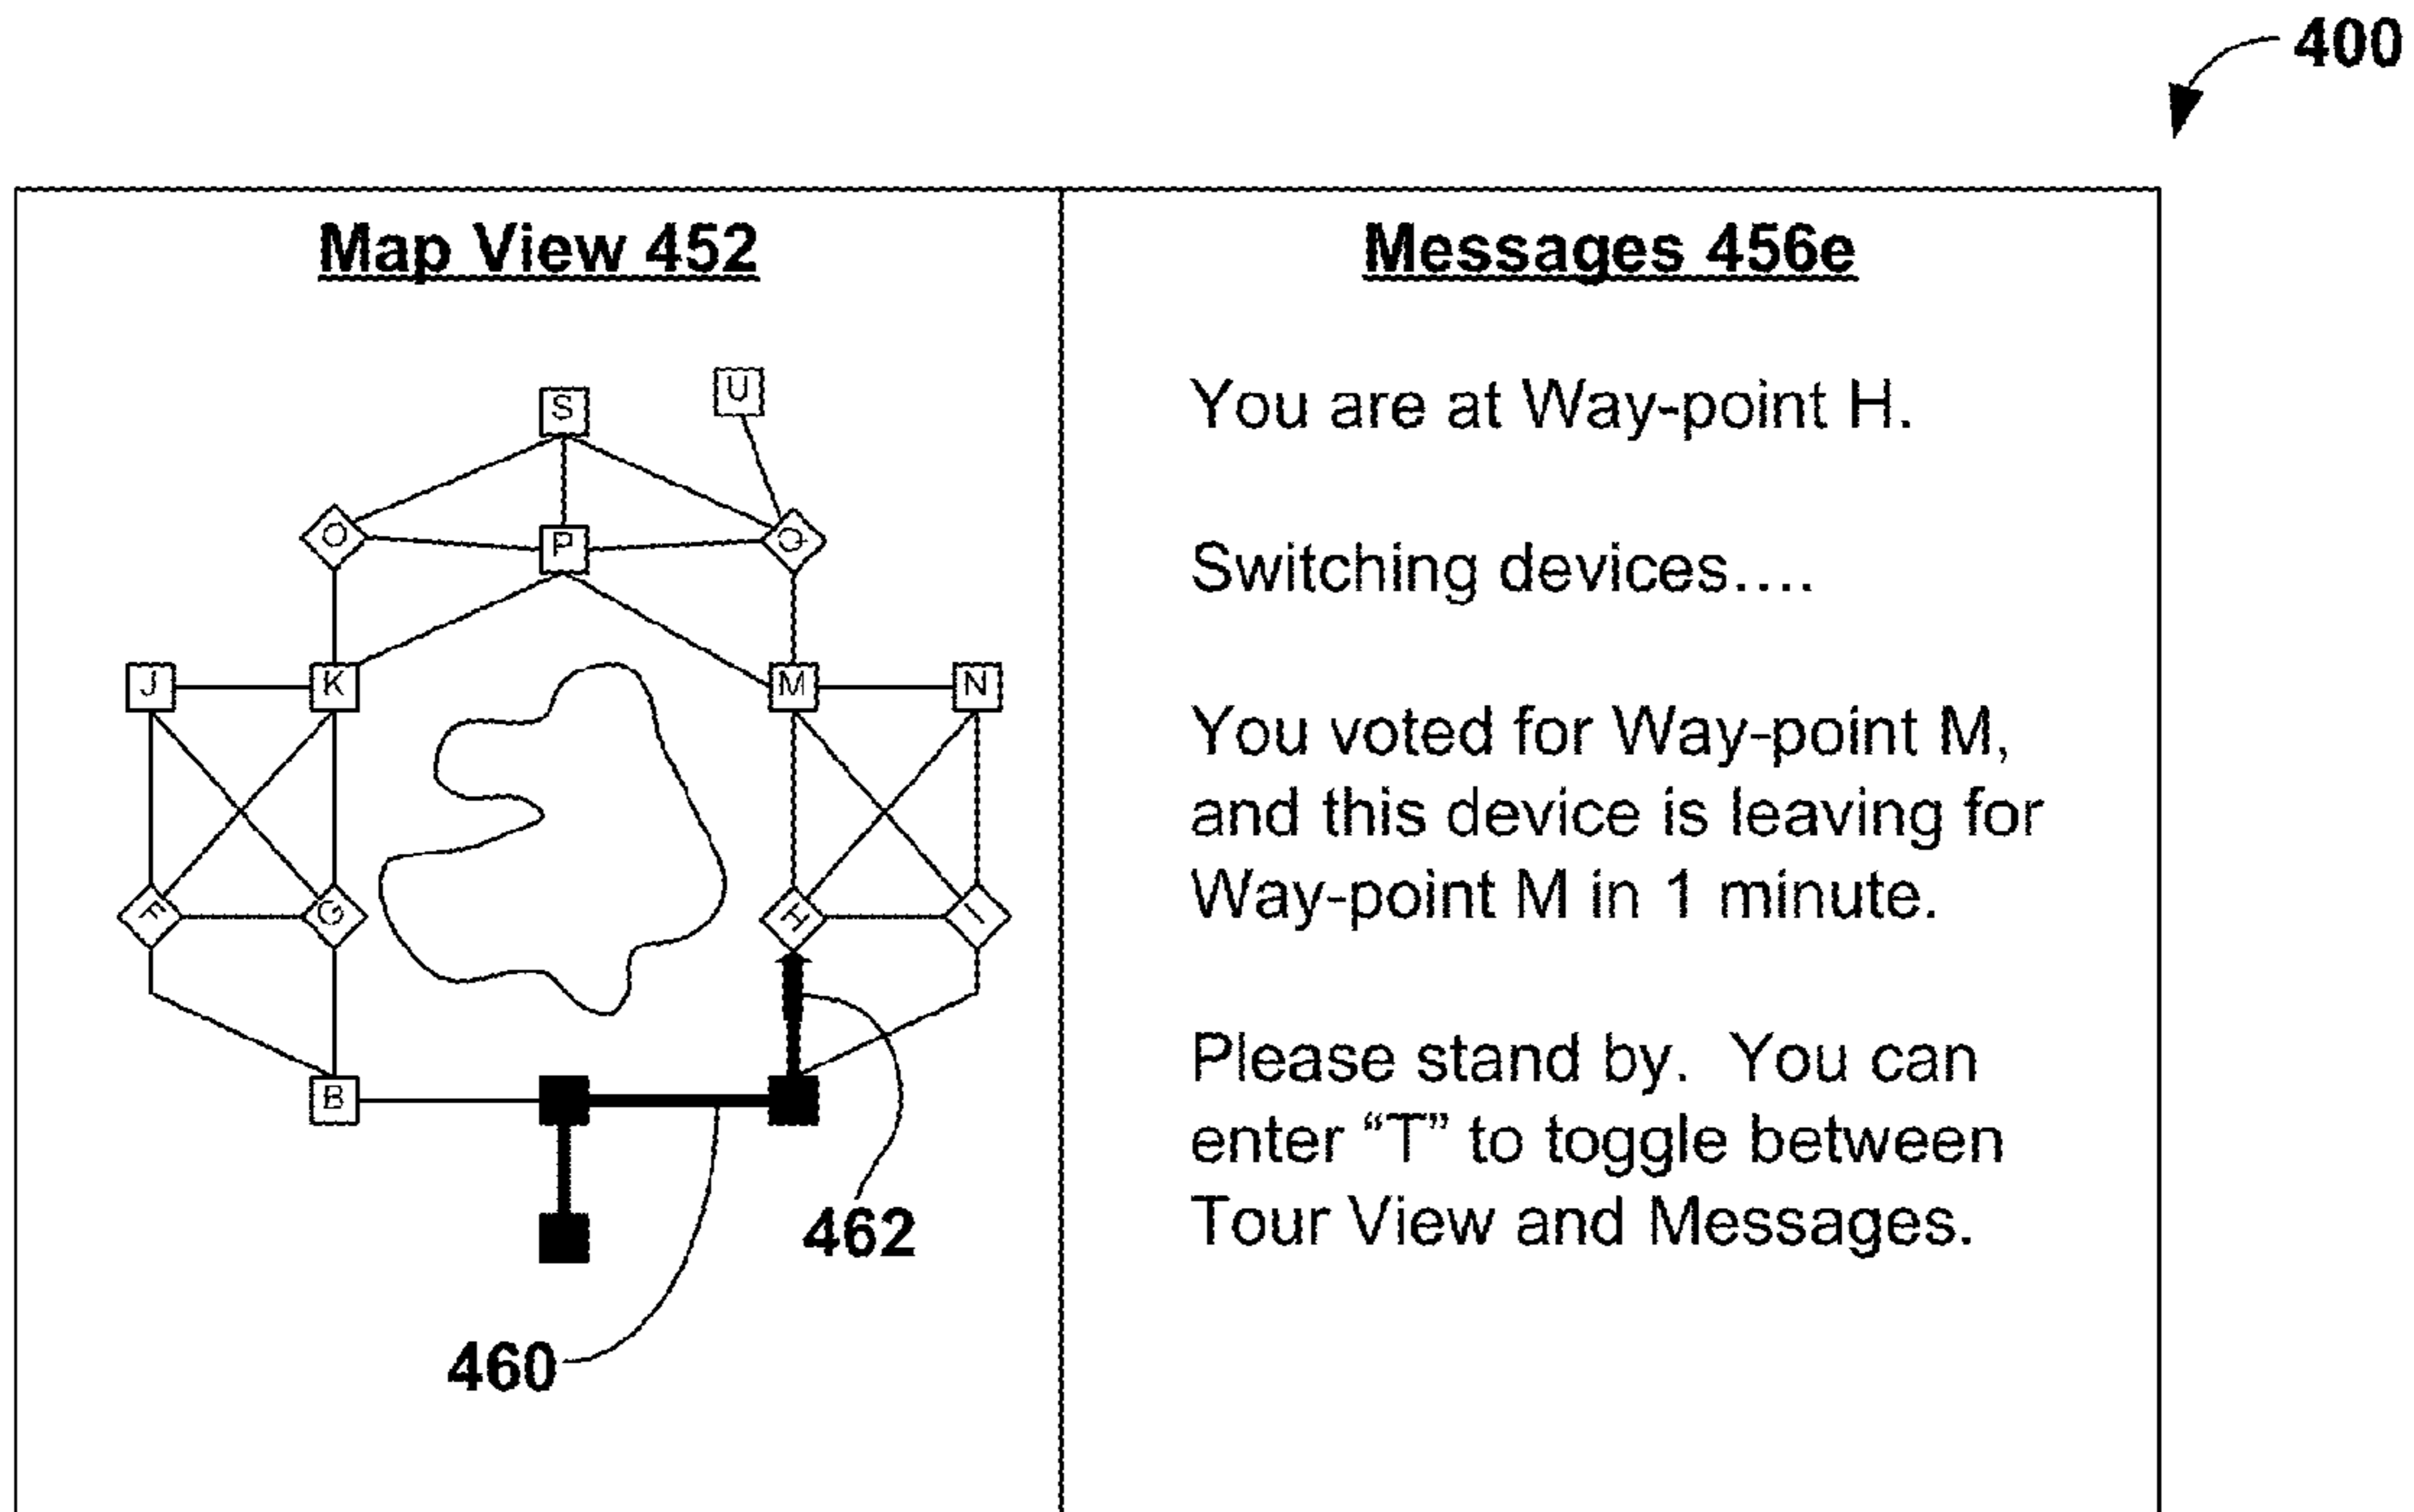 400
Map View 452
Messages 456e
S
U
O
P
Q
J
K
M
N
F
G
H
I
B
462
460
You are at Way-point H.
Switching devices....
You voted for Way-point M,
and this device is leaving for
Way-point M in 1 minute.
Please stand by.  You can
enter “T” to toggle between
Tour View and Messages.